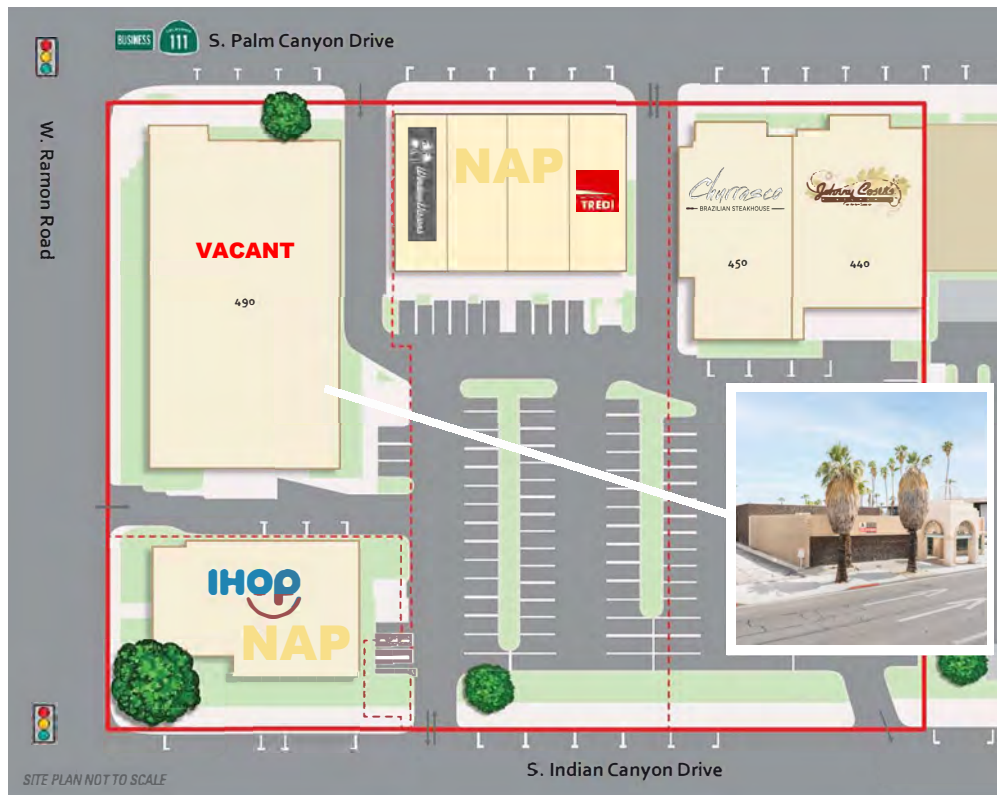 BUSINESS
CALIFORNIA
111
S. Palm Canyon Drive
W. Ramon Road
NAP
TREDI
Churrasco
BRAZILIAN STEAKHOUSE
Johnny Costa's
VACANT
450
440
490
IHOP
NAP
S. Indian Canyon Drive
SITE PLAN NOT TO SCALE